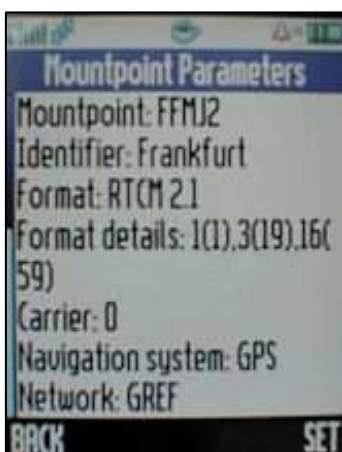 Mountpoint Parameters
Mountpoint: FFMJ2
Identifier: Frankfurt
Format: RTCM 2.1
Format details: 1(1),3(19),16(
59)
Carrier: 0
Navigation system: GPS
Network: GREF
BACK SET